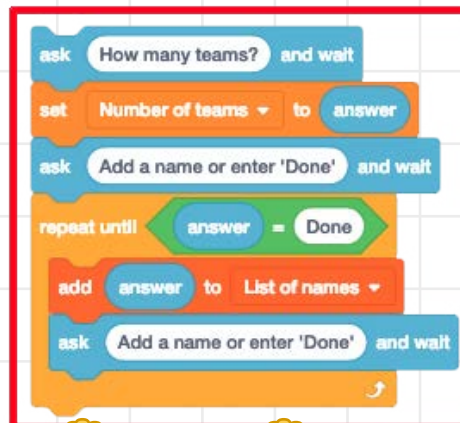 ask How many teams? and wait
set Number of teams to answer
ask Add a name or enter 'Done' and wait
repeat until answer = Done
add answer to List of names
ask Add a name or enter 'Done' and wait